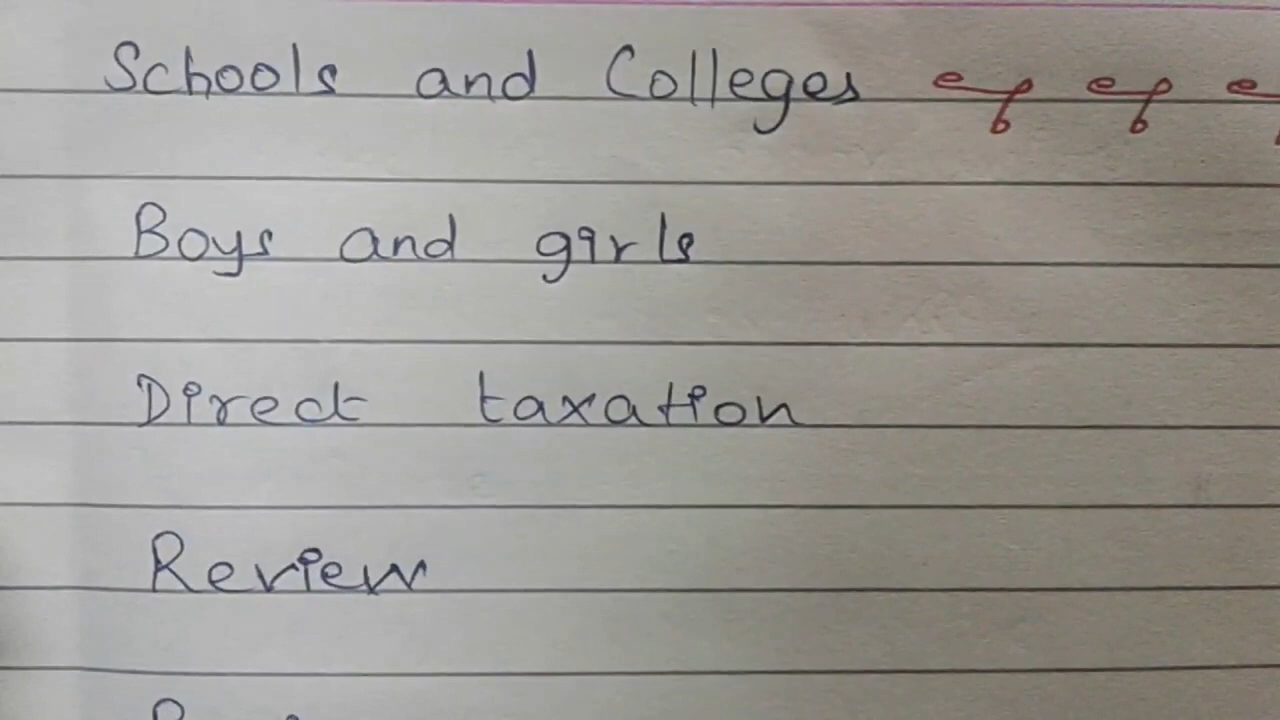 Schools and Colleges
Boys and girls
Direct taxation
Review